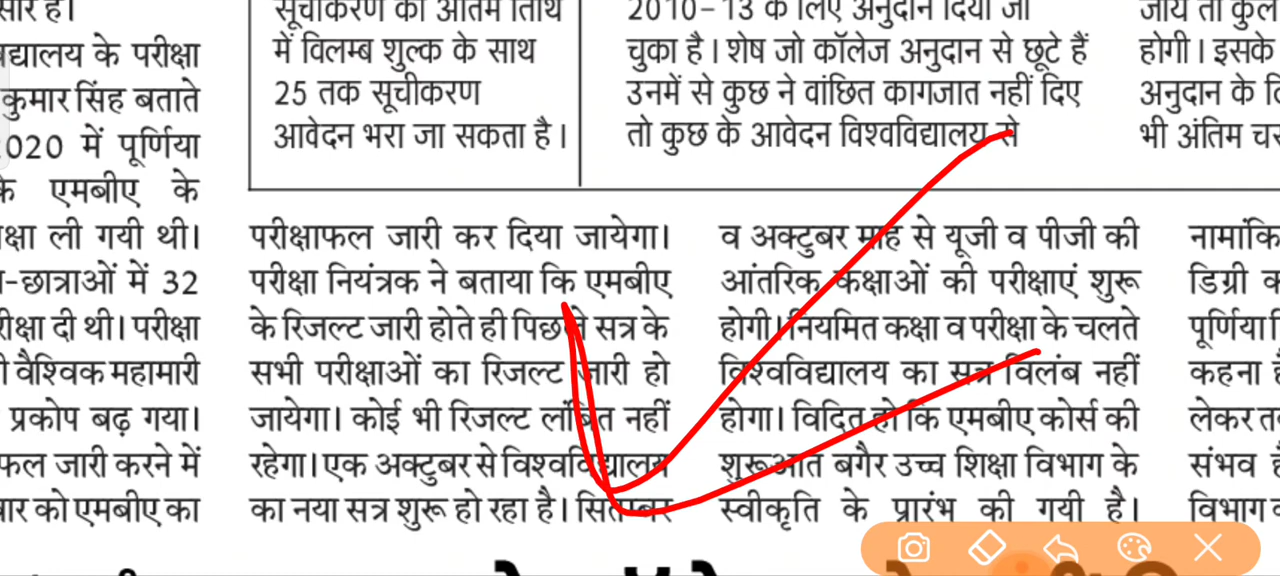 सार है।
द्यालय के परीक्षा
कुमार सिंह बताते
2020 में पूर्णिया
के एमबीए के
क्षा ली गयी थी।
-छात्राओं में 32
रीक्षा दी थी। परीक्षा
वैश्विक महामारी
प्रकोप बढ़ गया।
फल जारी करने में
वार को एमबीए का
सूचीकरण की अंतिम तिथि
में विलम्ब शुल्क के साथ
25 तक सूचीकरण
आवेदन भरा जा सकता है।
2010-13 के लिए अनुदान दिया जा
चुका है। शेष जो कॉलेज अनुदान से छूटे हैं
उनमें से कुछ ने वांछित कागजात नहीं दिए
तो कुछ के आवेदन विश्वविद्यालय से
जाये तो कुल
होगी। इसके
अनुदान के
भी अंतिम
परीक्षाफल जारी कर दिया जायेगा।
परीक्षा नियंत्रक ने बताया कि एमबीए
के रिजल्ट जारी होते ही पिछले सत्र के
सभी परीक्षाओं का रिजल्ट जारी हो
जायेगा। कोई भी रिजल्ट लंबित नहीं
रहेगा। एक अक्टुबर से विश्वविद्यालय
का नया सत्र शुरू हो रहा है। सितम्बर
व अक्टुबर माह से यूजी व पीजी की
आंतरिक कक्षाओं की परीक्षाएं शुरू
होगी। नियमित कक्षा व परीक्षा के चलते
विश्वविद्यालय का सत्र विलंब नहीं
होगा। विदित हो कि एमबीए कोर्स की
शुरूआत बगैर उच्च शिक्षा विभाग के
स्वीकृति के प्रारंभ की गयी है।
नामांकि
डिग्री
पूर्णिया
कहना
लेकर
संभव
विभाग